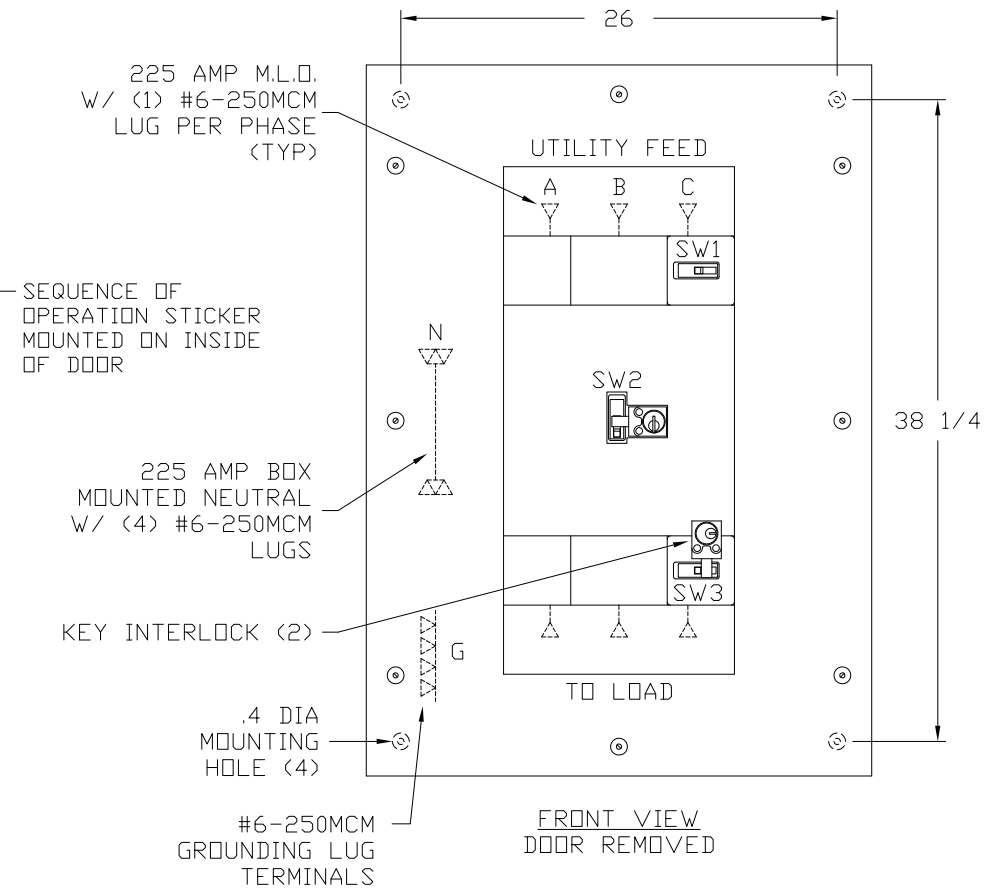 26
225 AMP M.L.O.
W/ (1) #6-250MCM
LUG PER PHASE
(TYP)
UTILITY FEED
A B C
SW1
SEQUENCE OF
OPERATION STICKER
MOUNTED ON INSIDE
OF DOOR
N
SW2
38 1/4
225 AMP BOX
MOUNTED NEUTRAL
W/ (4) #6-250MCM
LUGS
SW3
KEY INTERLOCK (2)
G
TO LOAD
.4 DIA
MOUNTING
HOLE (4)
#6-250MCM
GROUNDING LUG
TERMINALS
FRONT VIEW
DOOR REMOVED